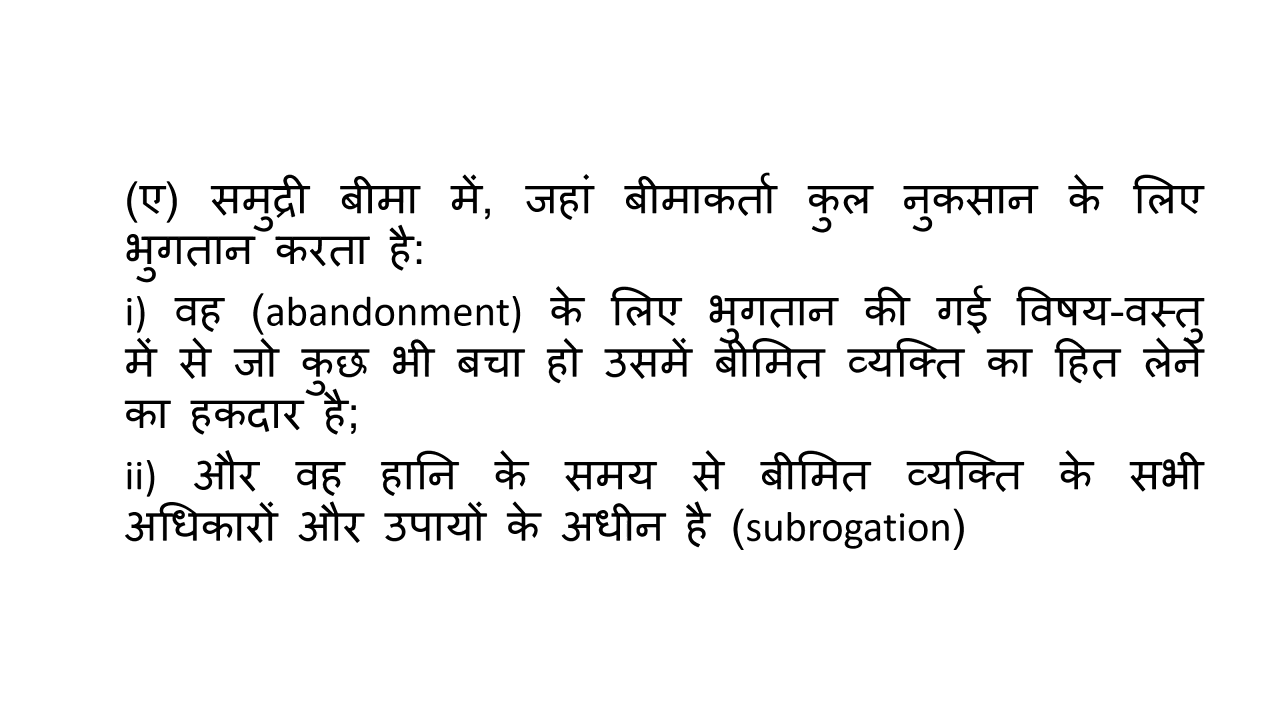 (ए) समुद्री बीमा में, जहां बीमाकर्ता कुल नुकसान के लिए
भुगतान करता है:
i) वह (abandonment) के लिए भुगतान की गई विषय-वस्तु
में से जो कुछ भी बचा हो उसमें बीमित व्यक्ति का हित लेने
का हकदार है;
ii) और वह हानि के समय से बीमित व्यक्ति के सभी
अधिकारों और उपायों के अधीन है (subrogation)